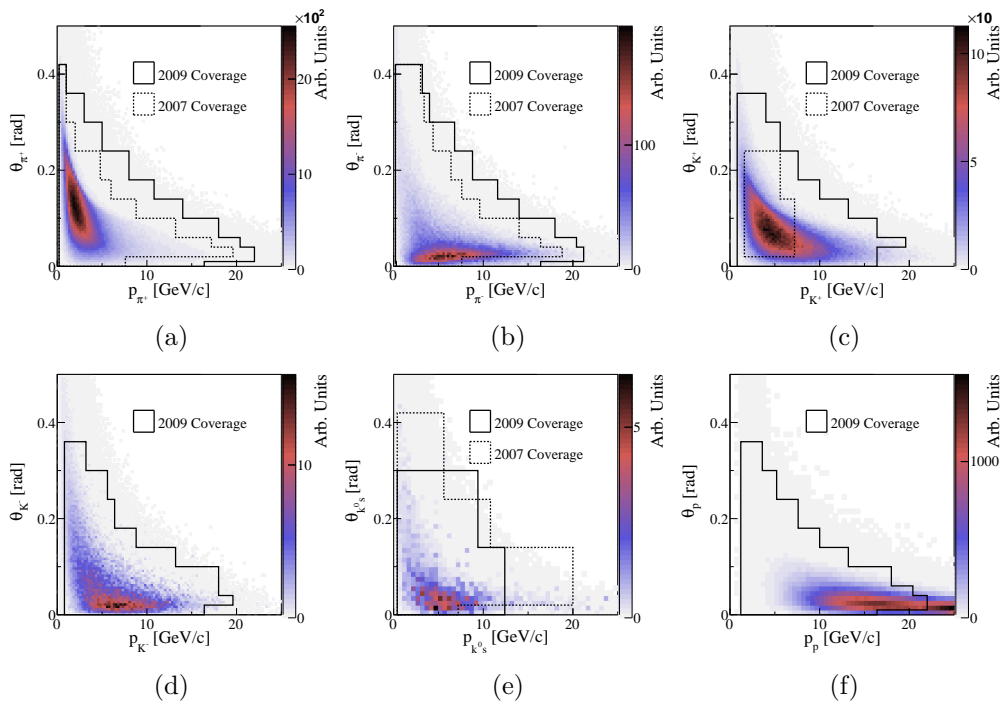 ×10²
×10
0.4
0.2
0
0
10
20
20
10
0
θπ⁺ [rad]
pπ⁺ [GeV/c]
Arb. Units
2009 Coverage
2007 Coverage
(a)
0.4
0.2
0
0
10
20
100
0
θπ⁻ [rad]
pπ⁻ [GeV/c]
Arb. Units
2009 Coverage
2007 Coverage
(b)
0.4
0.2
0
0
10
20
10
5
0
θK⁺ [rad]
pK⁺ [GeV/c]
Arb. Units
2009 Coverage
2007 Coverage
(c)
0.4
0.2
0
0
10
20
10
0
θK⁻ [rad]
pK⁻ [GeV/c]
Arb. Units
2009 Coverage
(d)
0.4
0.2
0
0
10
20
5
0
θk⁰s [rad]
pk⁰s [GeV/c]
Arb. Units
2009 Coverage
2007 Coverage
(e)
0.4
0.2
0
0
10
20
1000
0
θp [rad]
pp [GeV/c]
Arb. Units
2009 Coverage
(f)